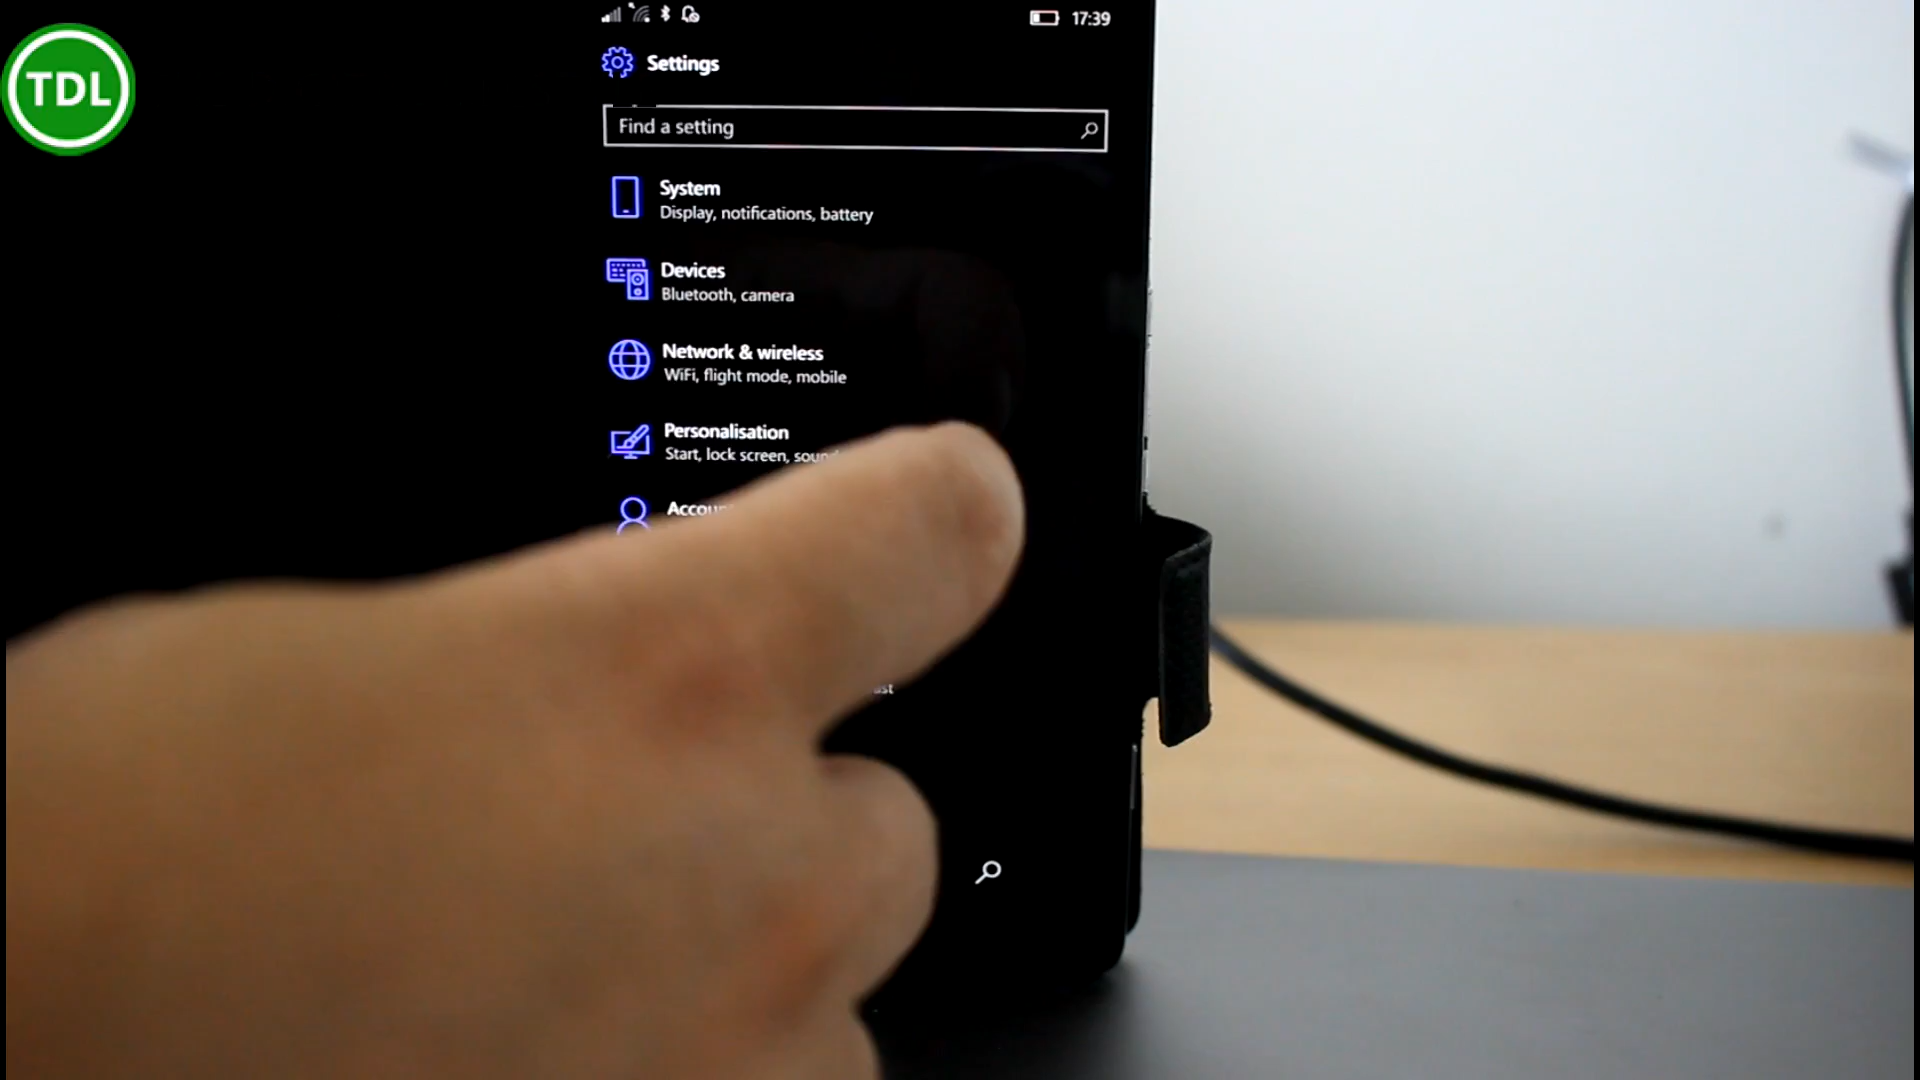 TDL
17:39
Settings
Find a setting
System
Display, notifications, battery
Devices
Bluetooth, camera
Network & wireless
WiFi, flight mode, mobile
Personalisation
Start, lock screen,